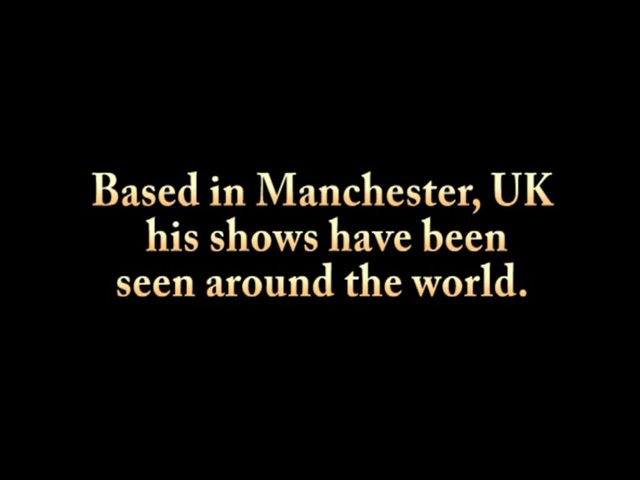 Based in Manchester, UK
his shows have been
seen around the world.